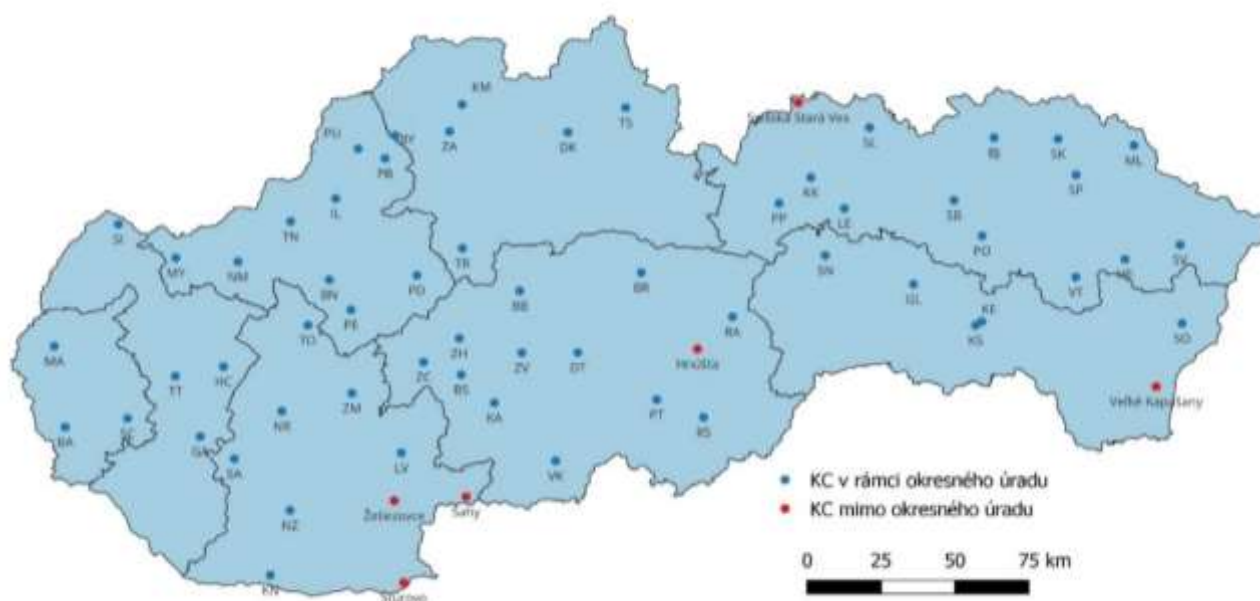 KM
TS
PU
BY
ZA
DK
PB
Spišská Stará Ves
SL
BJ
SK
ML
SP
KK
IL
PP
LE
SB
TN
SI
PO
MY
NM
TR
SN
SV
HE
BN
PD
BR
VT
BB
GL
PE
KE
TO
RA
KS
SO
MA
ZH
Hnúšťa
ZV
DT
ZC
HC
TT
BS
Veľké Kapušany
ZM
KA
PT
NR
RS
SC
BA
GA
SA
LV
VK
Želiezovce
Šahy
NZ
KN
Štúrovo
KC v rámci okresného úradu
KC mimo okresného úradu
0 25 50 75 km